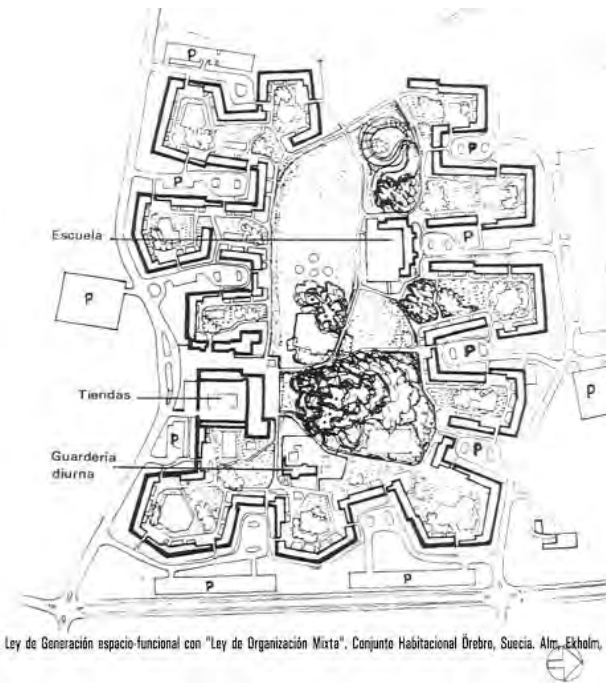 P
P
P
Escuela
P
P
P
P
Tiendas
P
P
Guardería
diurna
P
P
P
Ley de Generación espacio-funcional con "Ley de Organización Mixta". Conjunto Habitacional Örebro, Suecia. Alm, Ekholm,